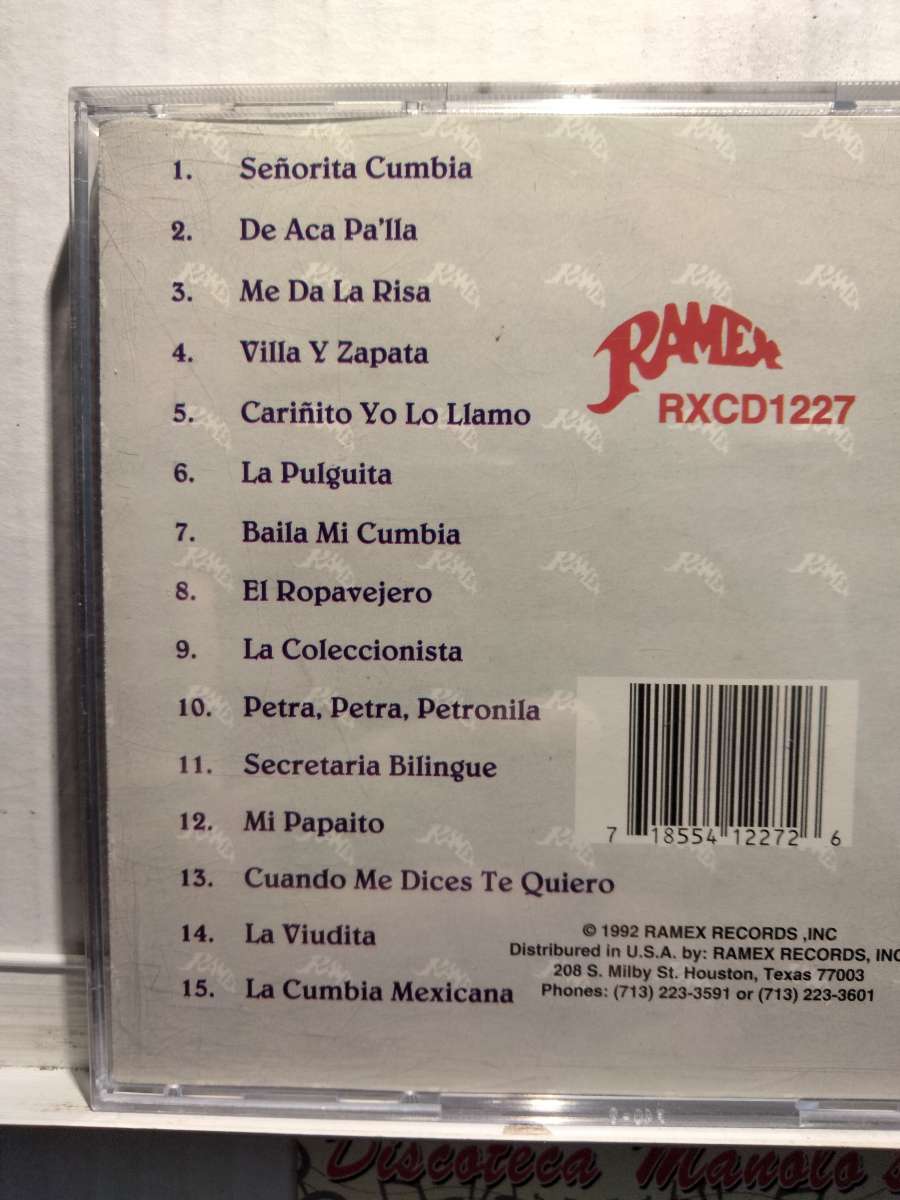 1. Señorita Cumbia
2. De Aca Pa'lla
3. Me Da La Risa
4. Villa Y Zapata
5. Cariñito Yo Lo Llamo
6. La Pulguita
7. Baila Mi Cumbia
8. El Ropavejero
9. La Coleccionista
10. Petra, Petra, Petronila
11. Secretaria Bilingue
12. Mi Papaito
13. Cuando Me Dices Te Quiero
14. La Viudita
15. La Cumbia Mexicana
RAMEX
RXCD1227
7 18554 12272 6
© 1992 RAMEX RECORDS ,INC
Distributed in U.S.A. by: RAMEX RECORDS, INC
208 S. Milby St. Houston, Texas 77003
Phones: (713) 223-3591 or (713) 223-3601
Discoteca Manolo's